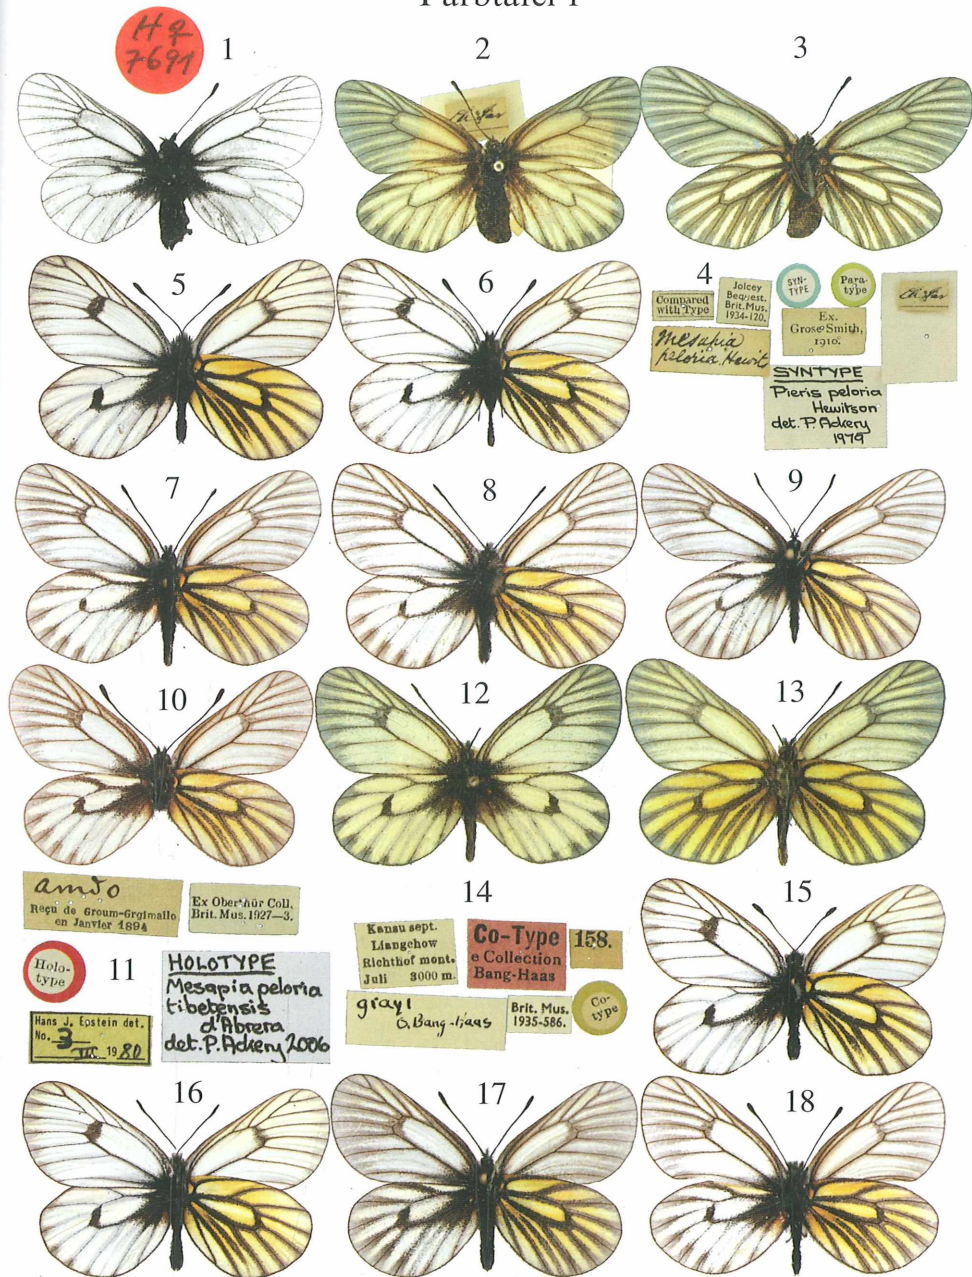 Farbtafel 1
H ♀
7691
1
2
Ch. far
3
5
6
4
Compared
with Type
Joicey
Bequest.
Brit. Mus.
1934-120.
SYN-
TYPE
Para-
type
Ch. far
Mesapia
peloria, Hewit
Ex.
Grose Smith,
1910.
SYNTYPE
Pieris peloria
Hewitson
det. P. Ackery
1979
7
8
9
10
12
13
amdo
Reçu de Groum-Grgimaïlo
en Janvier 1894
Ex Oberthür Coll.
Brit. Mus. 1927—3.
Holo-
type
11
HOLOTYPE
Mesapia peloria
tibetensis
d'Abrera
det. P. Ackery 2006
Hans J. Epstein det.
No. 3
III 1980
14
Kansu sept.
Liangchow
Richthof mont.
Juli 3000 m.
Co-Type
e Collection
Bang-Haas
158.
grayi
O. Bang-Haas
Brit. Mus.
1935-586.
Co-
type
15
16
17
18